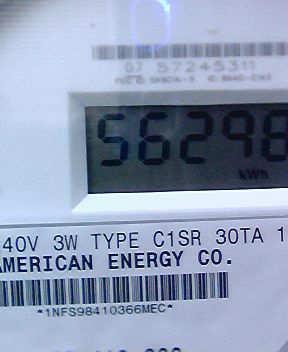 07 57245311
56298
kWh
40V 3W TYPE C1SR 30TA 1
AMERICAN ENERGY CO.
*1NFS98410366MEC*